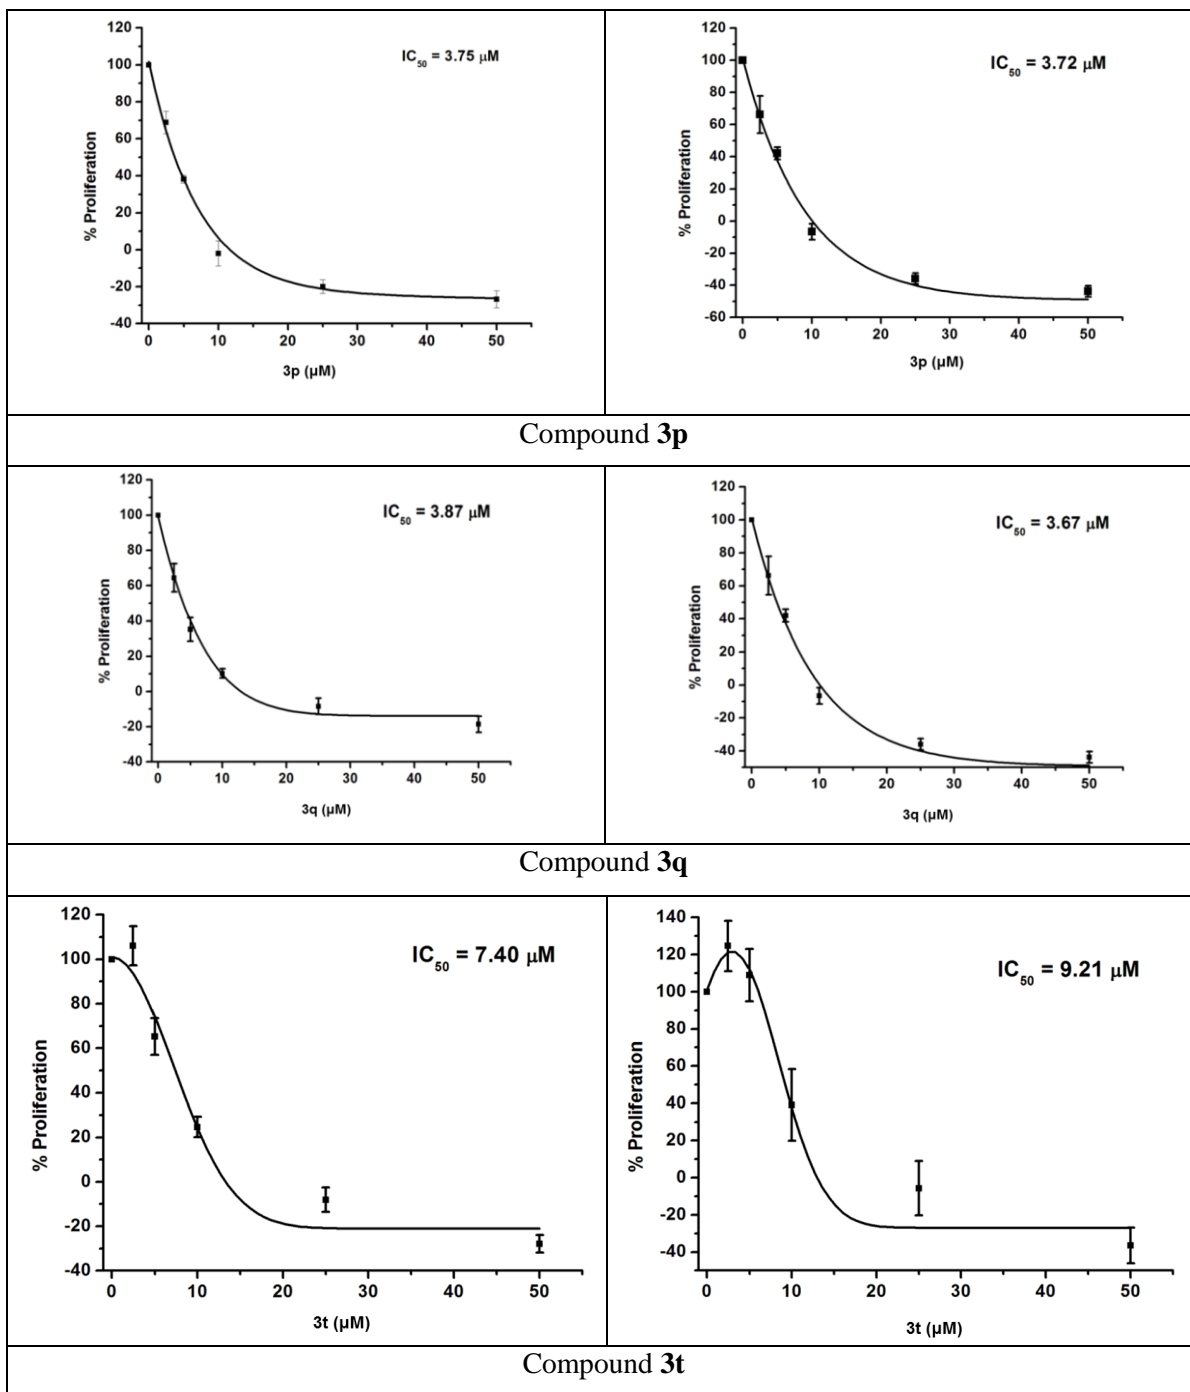 120
100
80
60
40
20
0
-20
-40
% Proliferation
IC50 = 3.75 μM
0 10 20 30 40 50
3p (μM)
120
100
80
60
40
20
0
-20
-40
-60
% Proliferation
IC50 = 3.72 μM
0 10 20 30 40 50
3p (μM)
Compound 3p
120
100
80
60
40
20
0
-20
-40
% Proliferation
IC50 = 3.87 μM
0 10 20 30 40 50
3q (μM)
120
100
80
60
40
20
0
-20
-40
% Proliferation
IC50 = 3.67 μM
0 10 20 30 40 50
3q (μM)
Compound 3q
120
100
80
60
40
20
0
-20
-40
% Proliferation
IC50 = 7.40 μM
0 10 20 30 40 50
3t (μM)
140
120
100
80
60
40
20
0
-20
-40
% Proliferation
IC50 = 9.21 μM
0 10 20 30 40 50
3t (μM)
Compound 3t